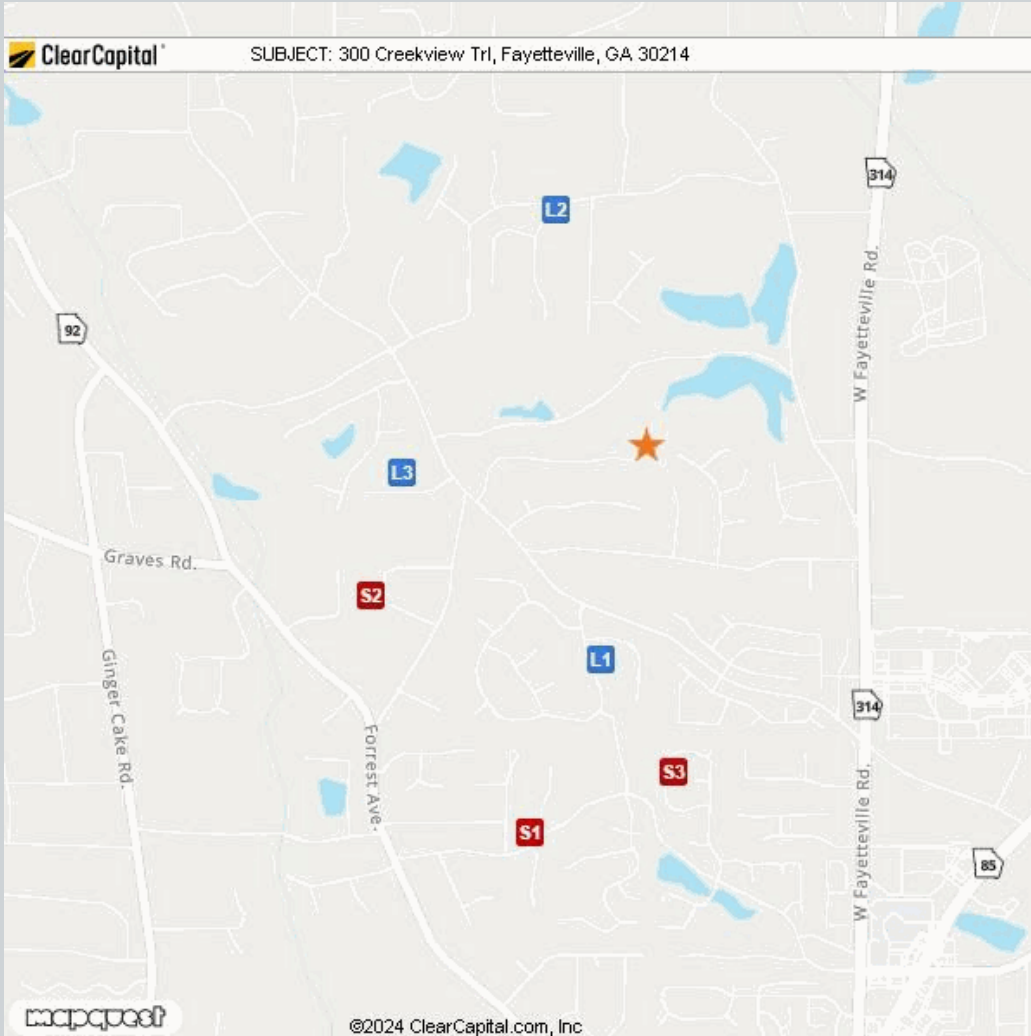 ClearCapital
SUBJECT: 300 Creekview Trl, Fayetteville, GA 30214
314
L2
W Fayetteville Rd.
92
L3
Graves Rd.
S2
L1
Ginger Cake Rd.
314
Forrest Ave.
S3
W Fayetteville Rd.
S1
85
mapquest
©2024 ClearCapital.com, Inc